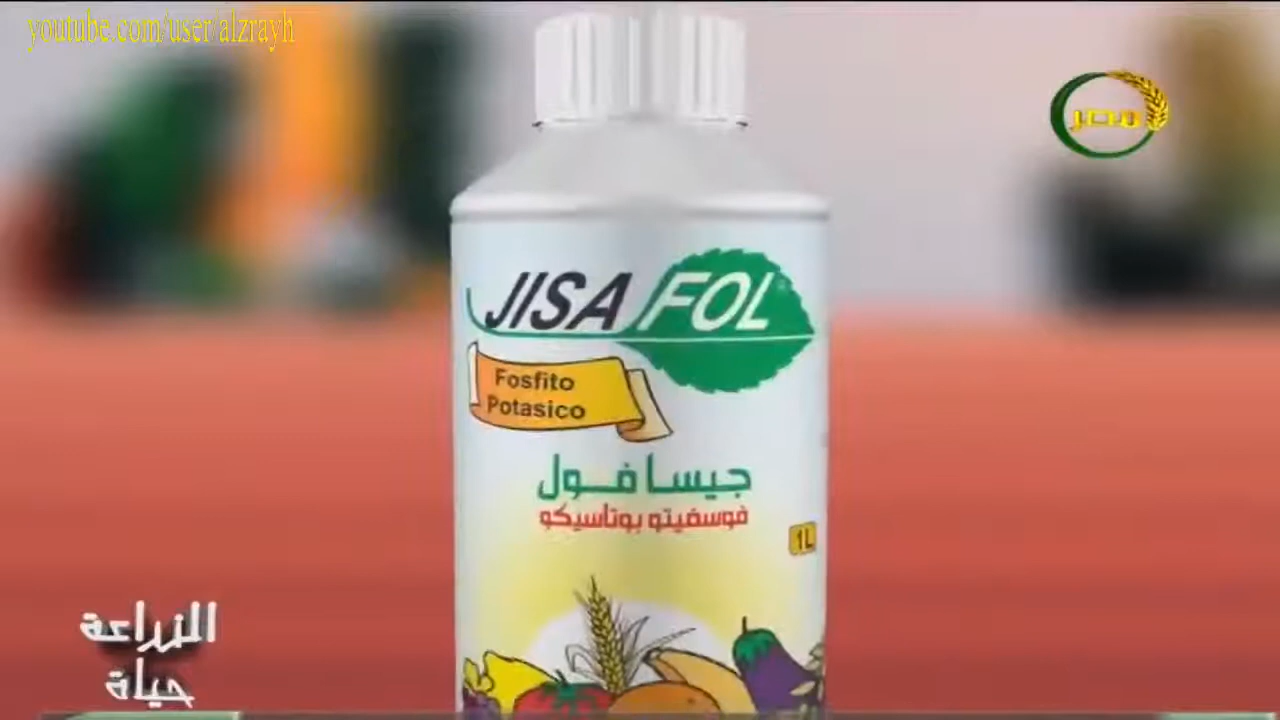 youtube.com/user/alzrayh
مصر
JISA FOL
Fosfito
Potasico
جيسا فول
فوسفيتو بوتاسيكو
1L
الزراعة
حياة